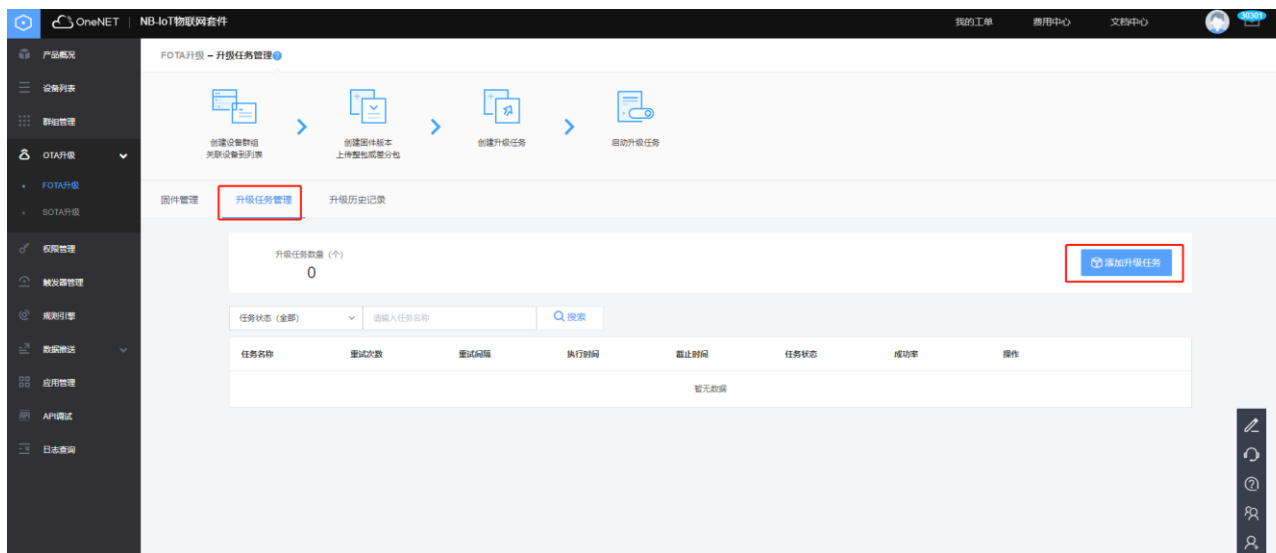 OneNET | NB-IoT物联网套件
我的工单
费用中心
文档中心
30301
产品概况
设备列表
群组管理
OTA升级
FOTA升级
SOTA升级
权限管理
触发器管理
规则引擎
数据推送
应用管理
API调试
日志查询
FOTA升级 – 升级任务管理?
创建设备群组
关联设备到列表
创建固件版本
上传整包或差分包
创建升级任务
启动升级任务
固件管理
升级任务管理
升级历史记录
升级任务数量（个）
0
添加升级任务
任务状态（全部）
请输入任务名称
搜索
任务名称 重试次数 重试间隔 执行时间 截止时间 任务状态 成功率 操作
暂无数据